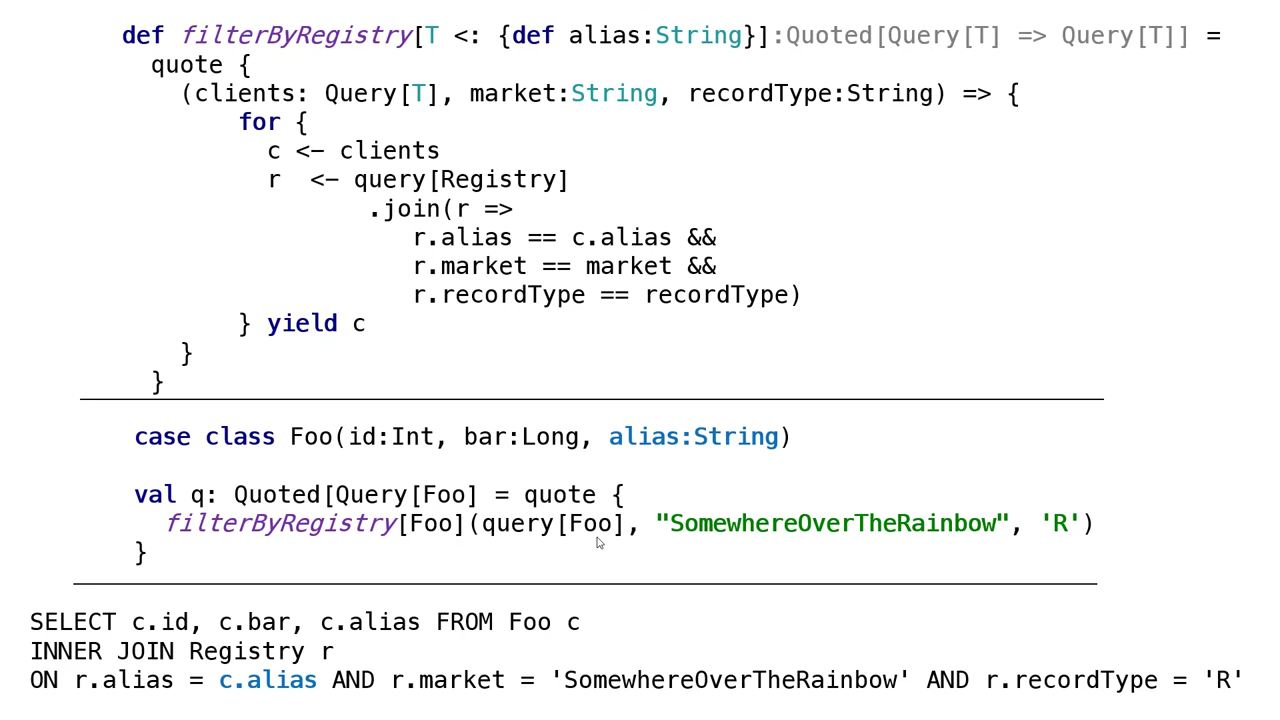 def filterByRegistry[T <: {def alias:String}]:Quoted[Query[T] => Query[T]] =
quote {
(clients: Query[T], market:String, recordType:String) => {
for {
c <- clients
r <- query[Registry]
.join(r =>
r.alias == c.alias &&
r.market == market &&
r.recordType == recordType)
} yield c
}
}
case class Foo(id:Int, bar:Long, alias:String)
val q: Quoted[Query[Foo] = quote {
filterByRegistry[Foo](query[Foo], "SomewhereOverTheRainbow", 'R')
}
SELECT c.id, c.bar, c.alias FROM Foo c
INNER JOIN Registry r
ON r.alias = c.alias AND r.market = 'SomewhereOverTheRainbow' AND r.recordType = 'R'